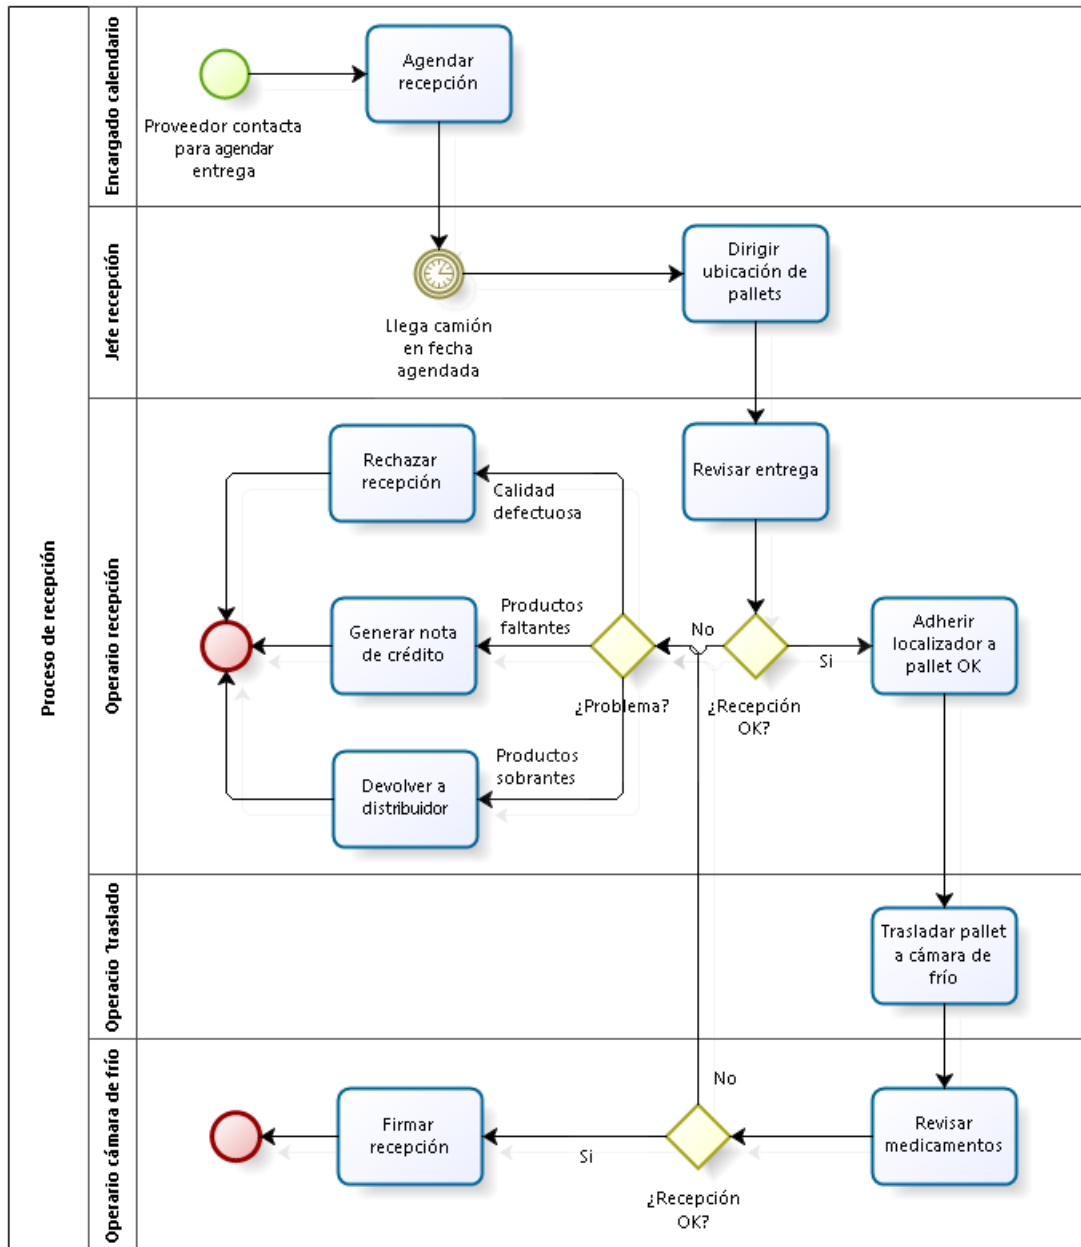 Proceso de recepción
Encargado calendario
Proveedor contacta
para agendar
entrega
Agendar
recepción
Jefe recepción
Llega camión
en fecha
agendada
Dirigir
ubicación de
pallets
Operario recepción
Revisar entrega
¿Recepción
OK?
No
Si
Adherir
localizador a
pallet OK
¿Problema?
Calidad
defectuosa
Rechazar
recepción
Productos
faltantes
Generar nota
de crédito
Productos
sobrantes
Devolver a
distribuidor
Operacio Traslado
Trasladar pallet
a cámara de
frío
Operario cámara de frío
Revisar
medicamentos
¿Recepción
OK?
No
Si
Firmar
recepción